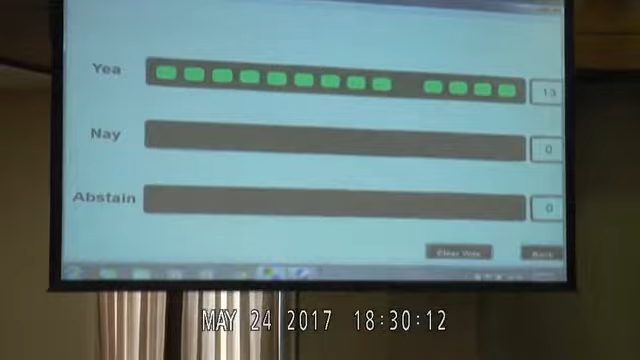 Yea 13
Nay 0
Abstain 0
Clear Vote Back
MAY 24 2017 18:30:12